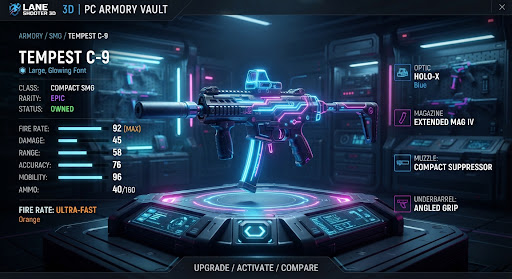 LANE
SHOOTER 3D
3D | PC ARMORY VAULT
ARMORY / SMG / TEMPEST C-9
TEMPEST C-9
Large, Glowing Font
CLASS: COMPACT SMG
RARITY: EPIC
STATUS: OWNED
FIRE RATE: 92 (MAX)
DAMAGE: 45
RANGE: 58
ACCURACY: 76
MOBILITY: 96
AMMO: 40/160
FIRE RATE: ULTRA-FAST
Orange
OPTIC:
HOLO-X
Blue
MAGAZINE
EXTENDED MAG IV
MUZZLE:
COMPACT SUPPRESSOR
UNDERBARREL:
ANGLED GRIP
UPGRADE / ACTIVATE / COMPARE